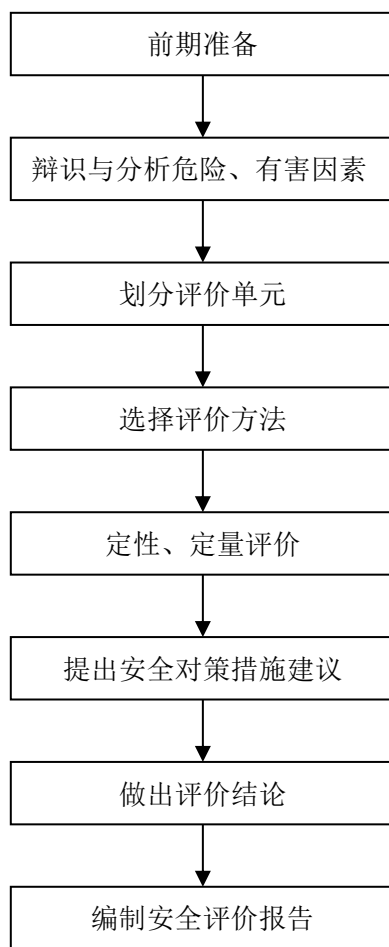 前期准备
辩识与分析危险、有害因素
划分评价单元
选择评价方法
定性、定量评价
提出安全对策措施建议
做出评价结论
编制安全评价报告